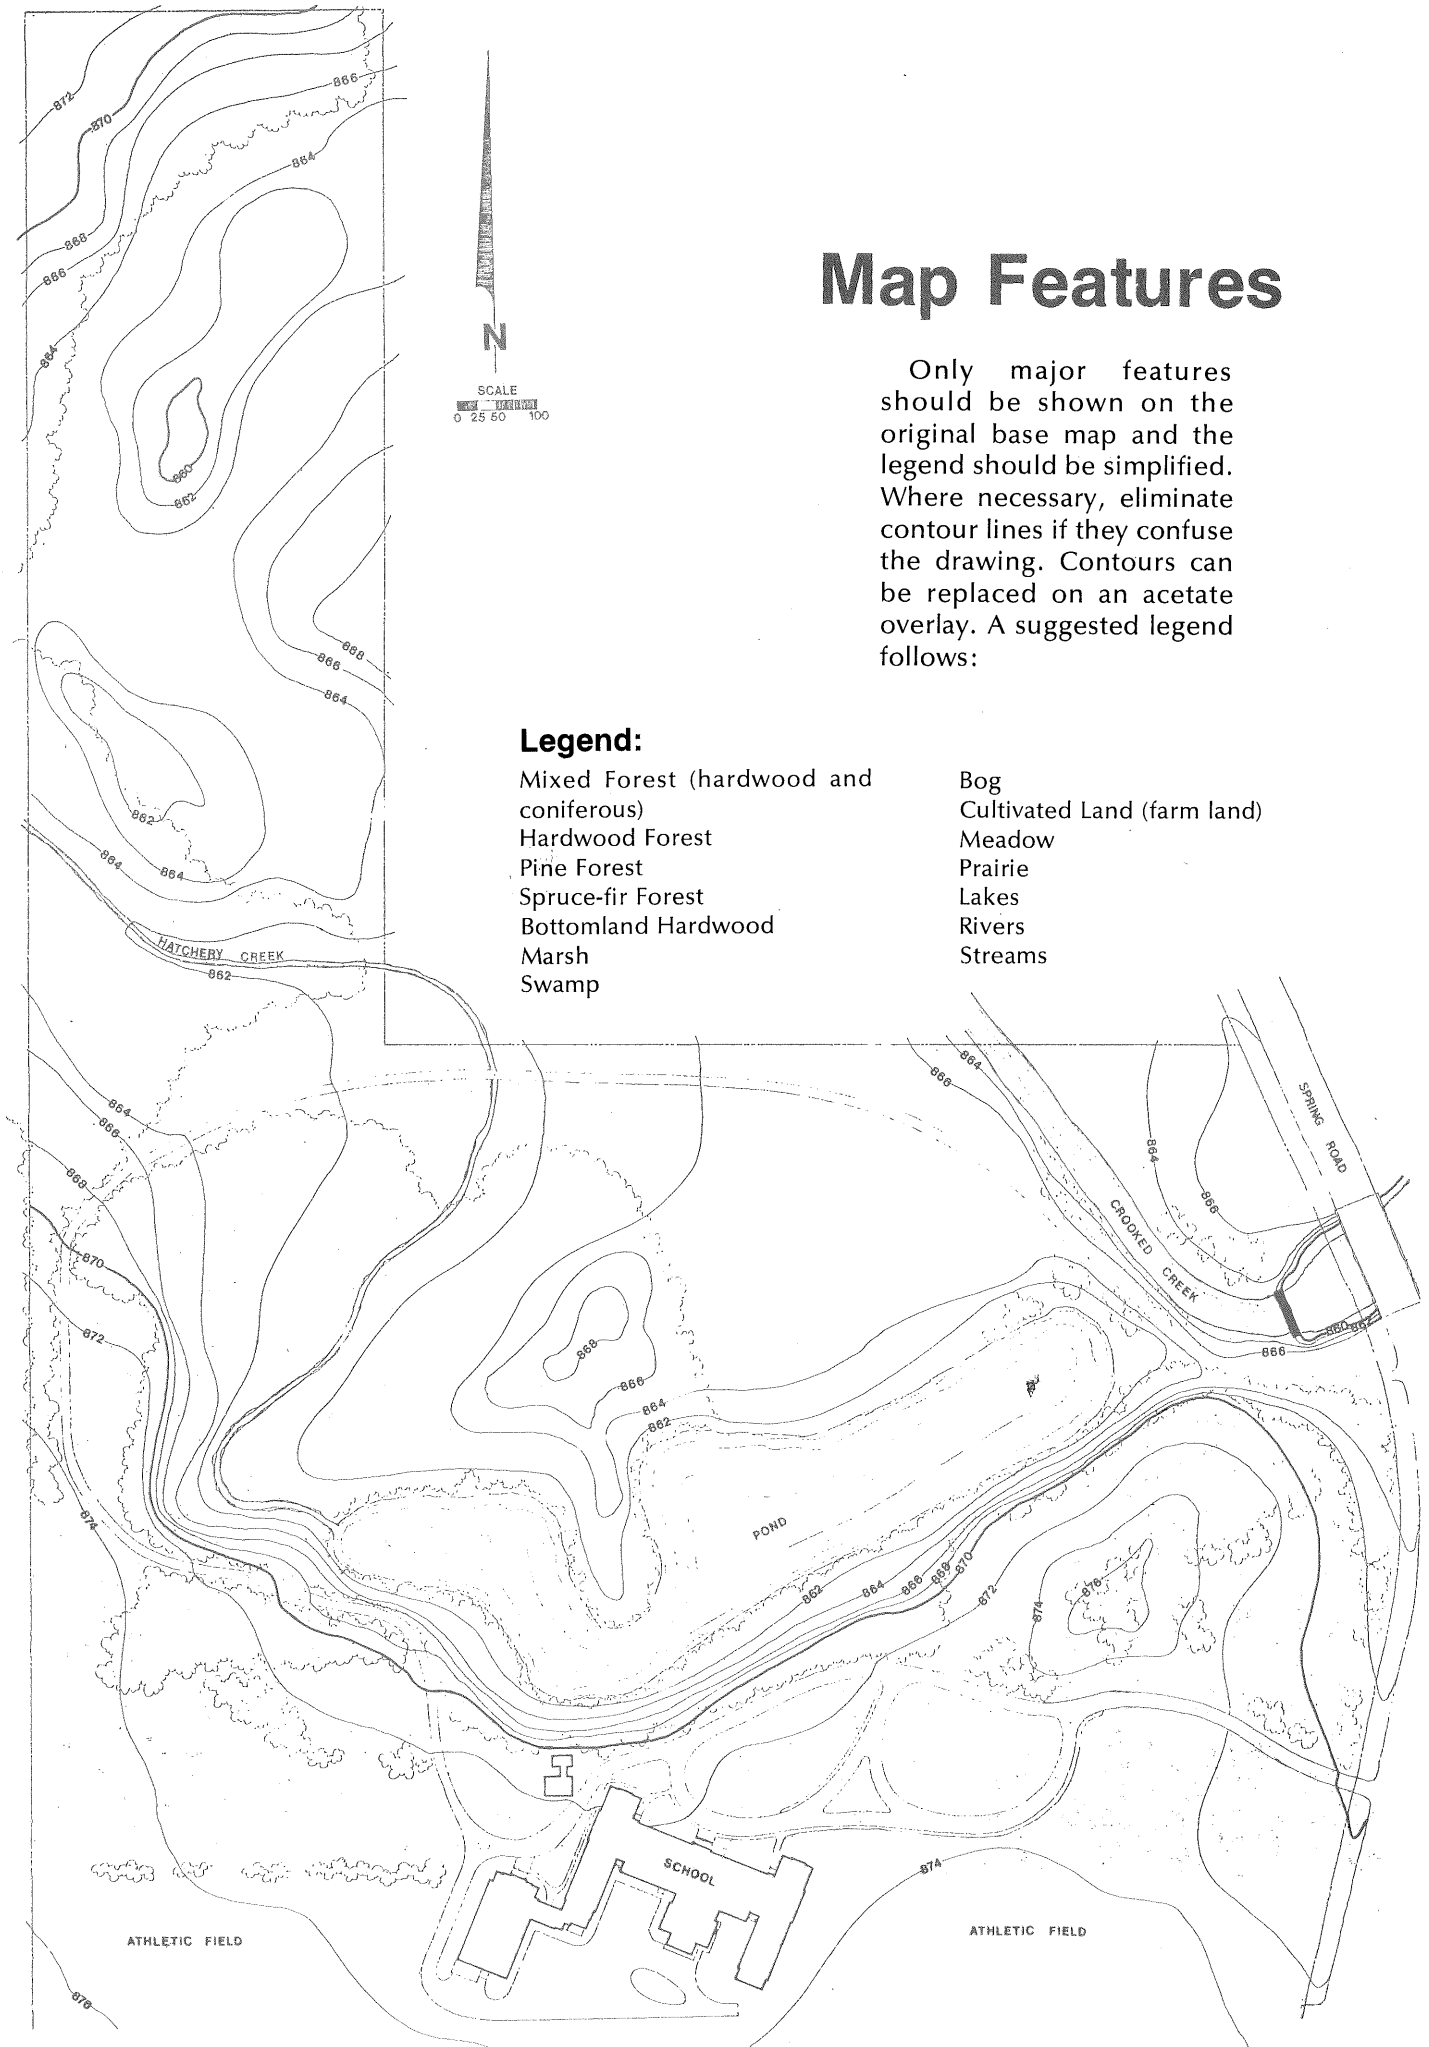 Map Features
Only major features
should be shown on the
original base map and the
legend should be simplified.
Where necessary, eliminate
contour lines if they confuse
the drawing. Contours can
be replaced on an acetate
overlay. A suggested legend
follows:
Legend:
Mixed Forest (hardwood and
coniferous)
Hardwood Forest
Pine Forest
Spruce-fir Forest
Bottomland Hardwood
Marsh
Swamp
Bog
Cultivated Land (farm land)
Meadow
Prairie
Lakes
Rivers
Streams
N
SCALE
0 25 50 100
872
870
866
864
868
866
864
860
862
868
866
864
862
864
864
HATCHERY CREEK
862
864
866
868
870
872
874
864
866
864
866
SPRING ROAD
CROOKED CREEK
860 862
866
868
866
864
862
POND
862
864
866
868
870
872
874
876
SCHOOL
874
ATHLETIC FIELD
ATHLETIC FIELD
876